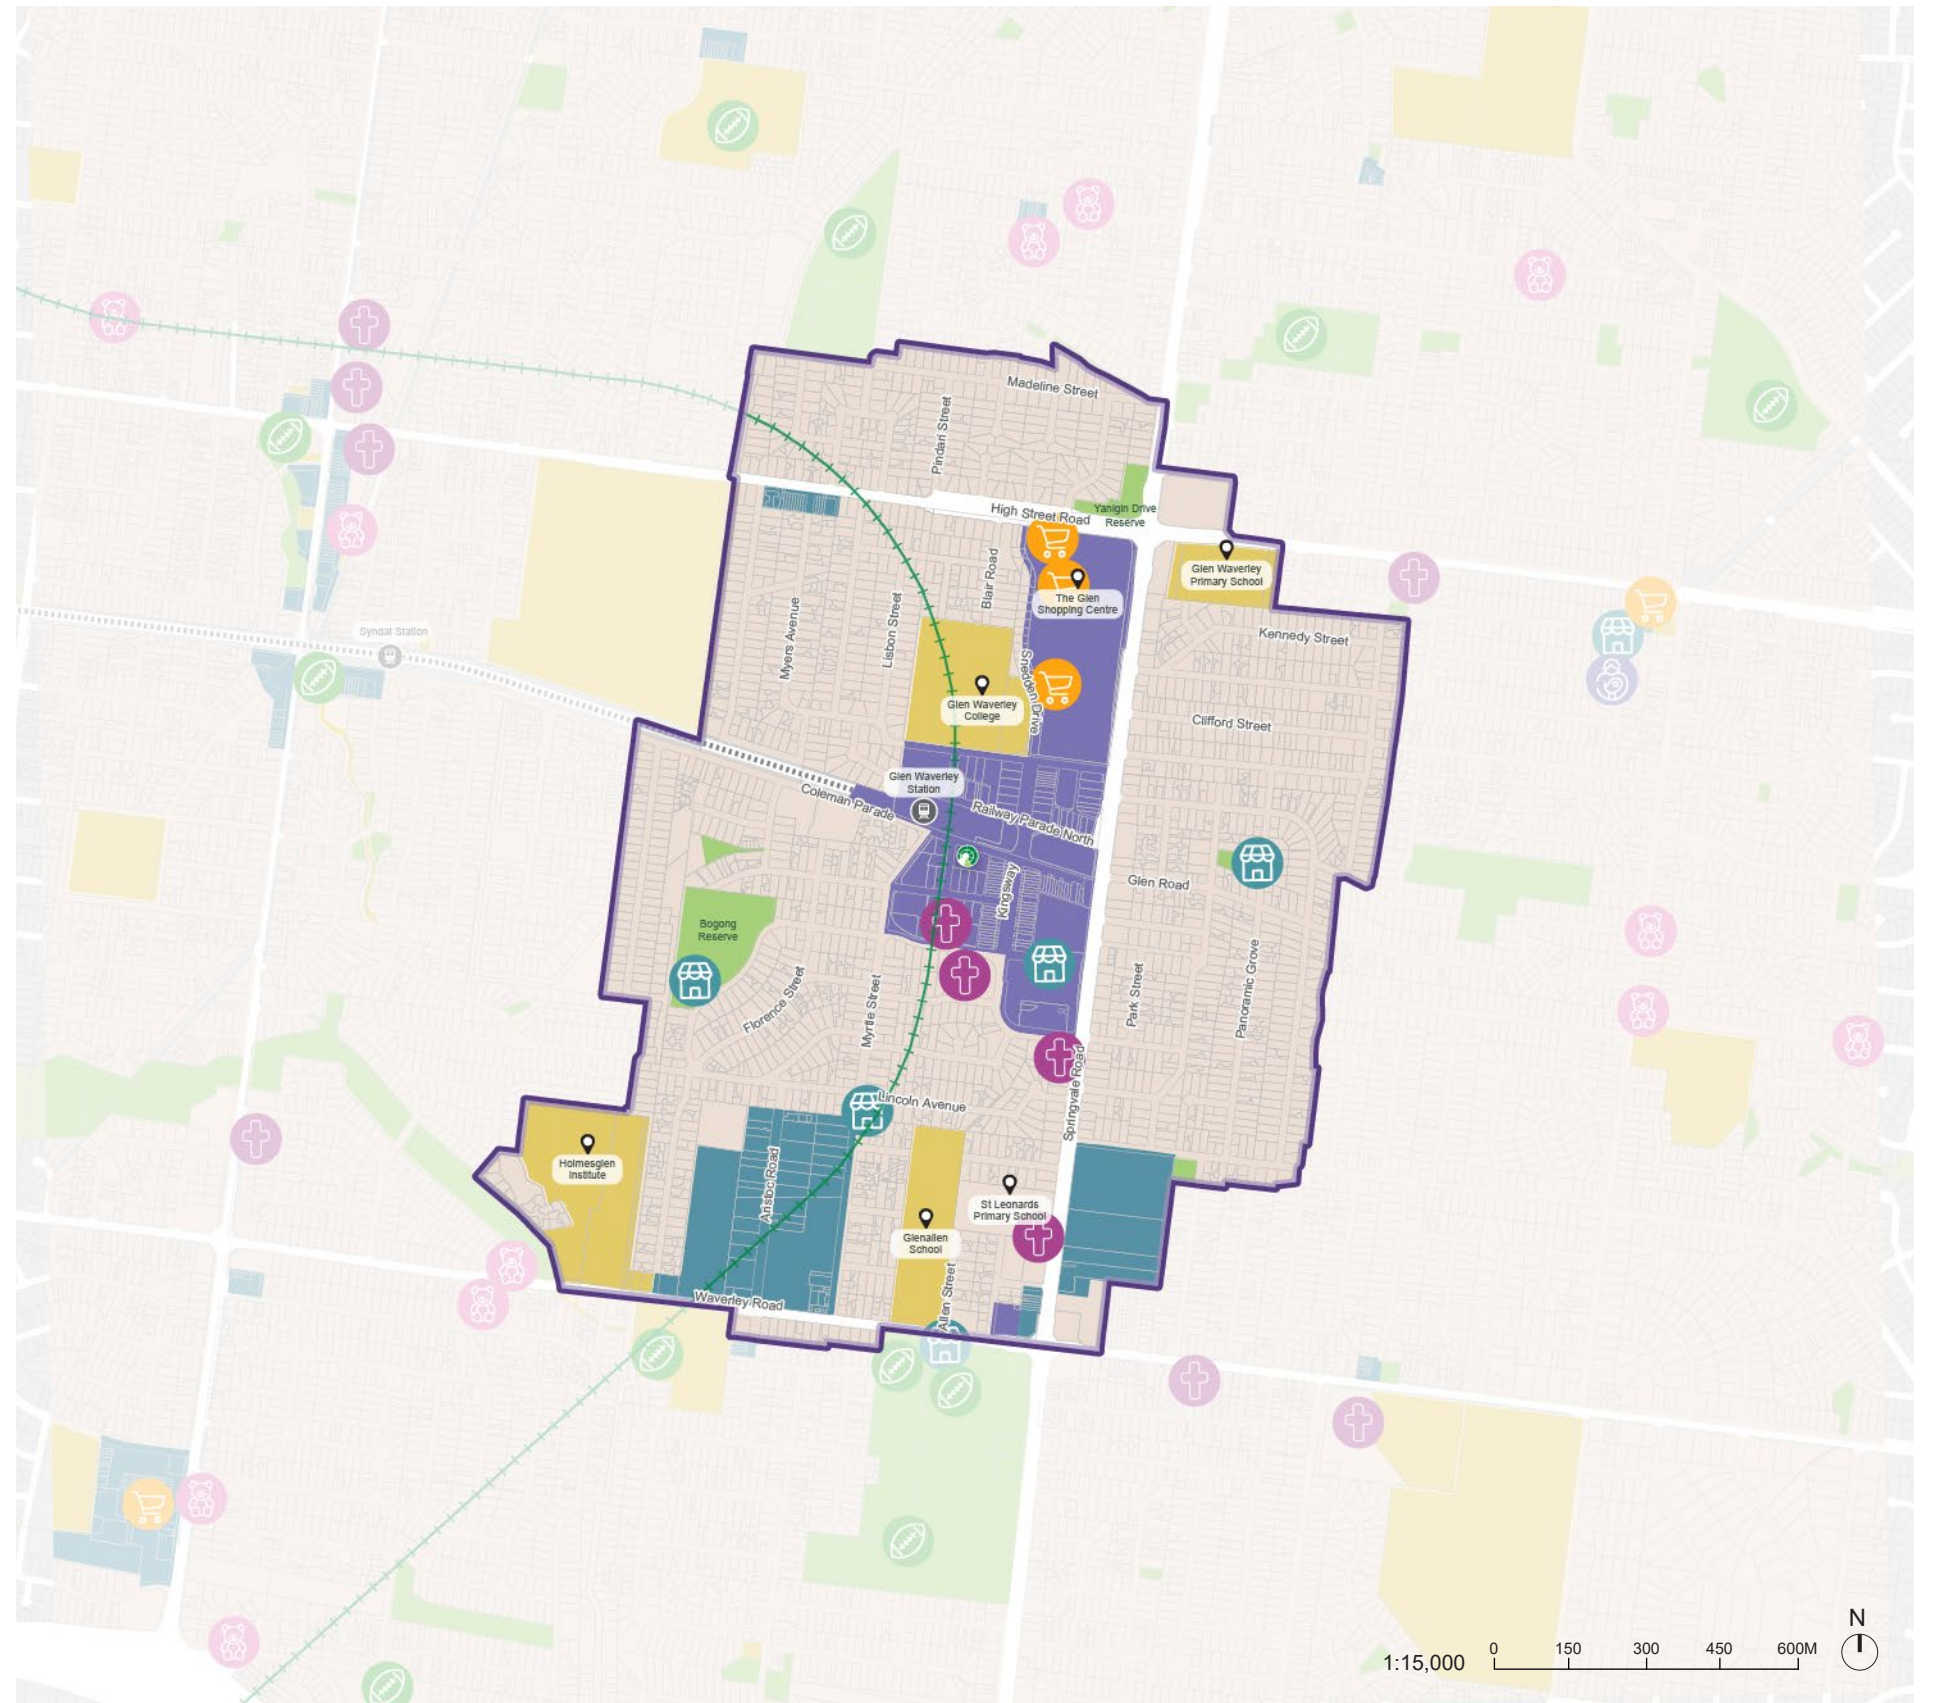 Madeline Street
Pindari Street
High Street Road
Yanigin Drive
Reserve
Glen Waverley
Primary School
The Glen
Shopping Centre
Blair Road
Lisbon Street
Myers Avenue
Kennedy Street
Syndal Station
Snedden Drive
Glen Waverley
College
Clifford Street
Glen Waverley
Station
Coleman Parade
Railway Parade North
Kingsway
Glen Road
Bogong
Reserve
Florence Street
Myrtle Street
Park Street
Panoramic Grove
Springvale Road
Lincoln Avenue
Holmesglen
Institute
Aristoc Road
St Leonards
Primary School
Glenallen
School
Allen Street
Waverley Road
N
1:15,000
0 150 300 450 600M